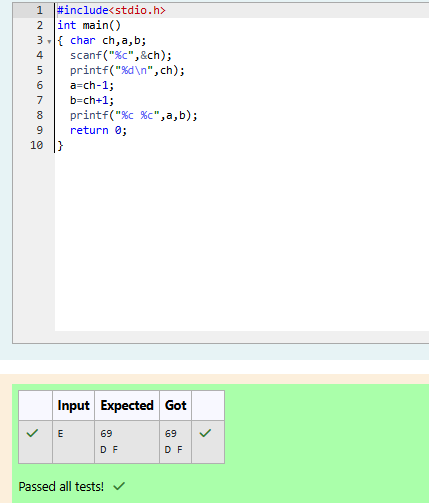 1 #include<stdio.h>
2 int main()
3 { char ch,a,b;
4 scanf("%c",&ch);
5 printf("%d\n",ch);
6 a=ch-1;
7 b=ch+1;
8 printf("%c %c",a,b);
9 return 0;
10 }
Input Expected Got
E 69 69
D F D F
Passed all tests!